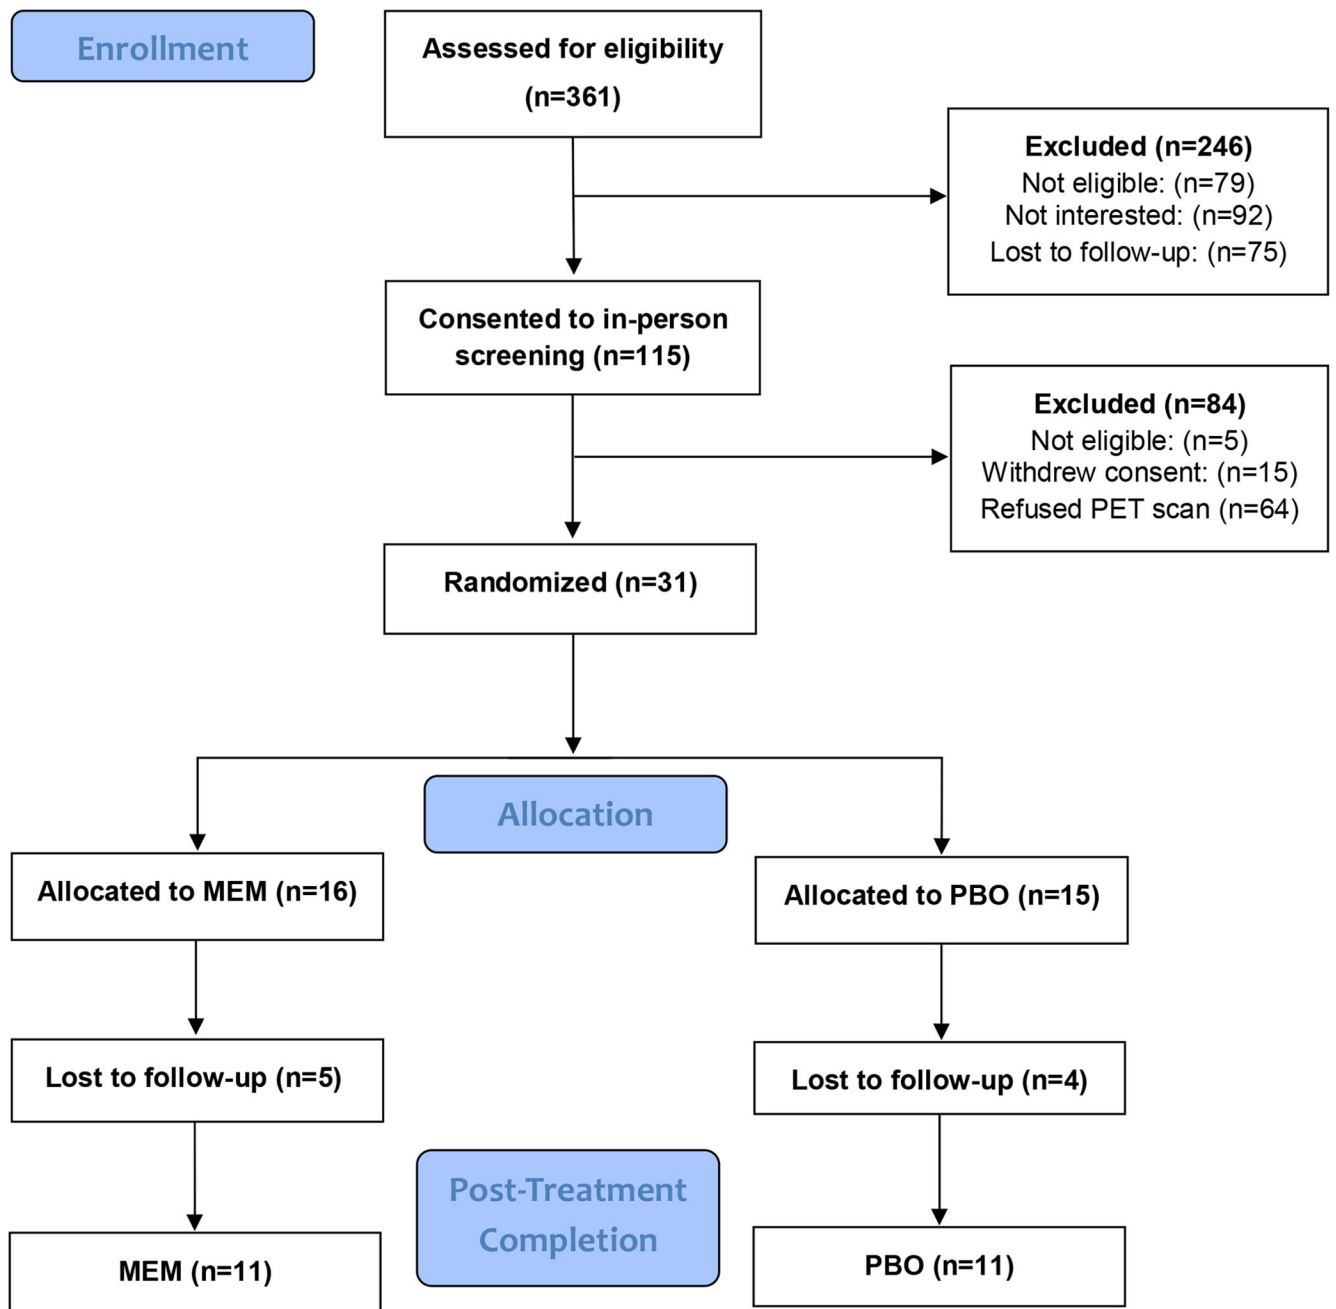 Enrollment
Assessed for eligibility
(n=361)
Excluded (n=246)
Not eligible: (n=79)
Not interested: (n=92)
Lost to follow-up: (n=75)
Consented to in-person
screening (n=115)
Excluded (n=84)
Not eligible: (n=5)
Withdrew consent: (n=15)
Refused PET scan (n=64)
Randomized (n=31)
Allocation
Allocated to MEM (n=16)
Allocated to PBO (n=15)
Lost to follow-up (n=5)
Lost to follow-up (n=4)
Post-Treatment
Completion
MEM (n=11)
PBO (n=11)